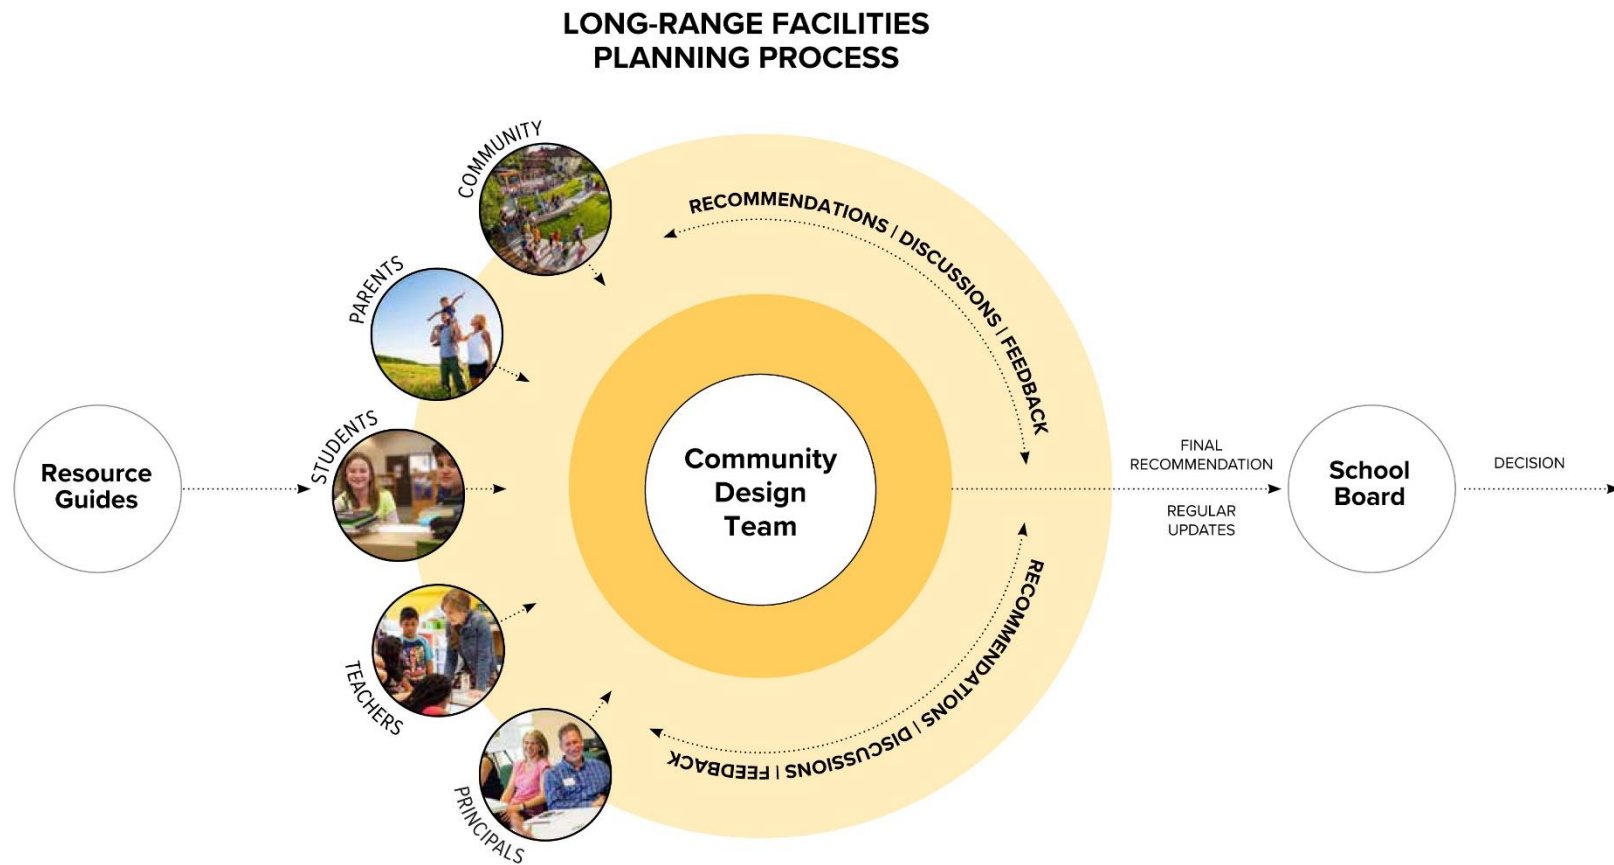 LONG-RANGE FACILITIES
PLANNING PROCESS
COMMUNITY
PARENTS
STUDENTS
TEACHERS
PRINCIPALS
Resource
Guides
RECOMMENDATIONS | DISCUSSIONS | FEEDBACK
Community
Design
Team
RECOMMENDATIONS | DISCUSSIONS | FEEDBACK
FINAL
RECOMMENDATION
REGULAR
UPDATES
School
Board
DECISION